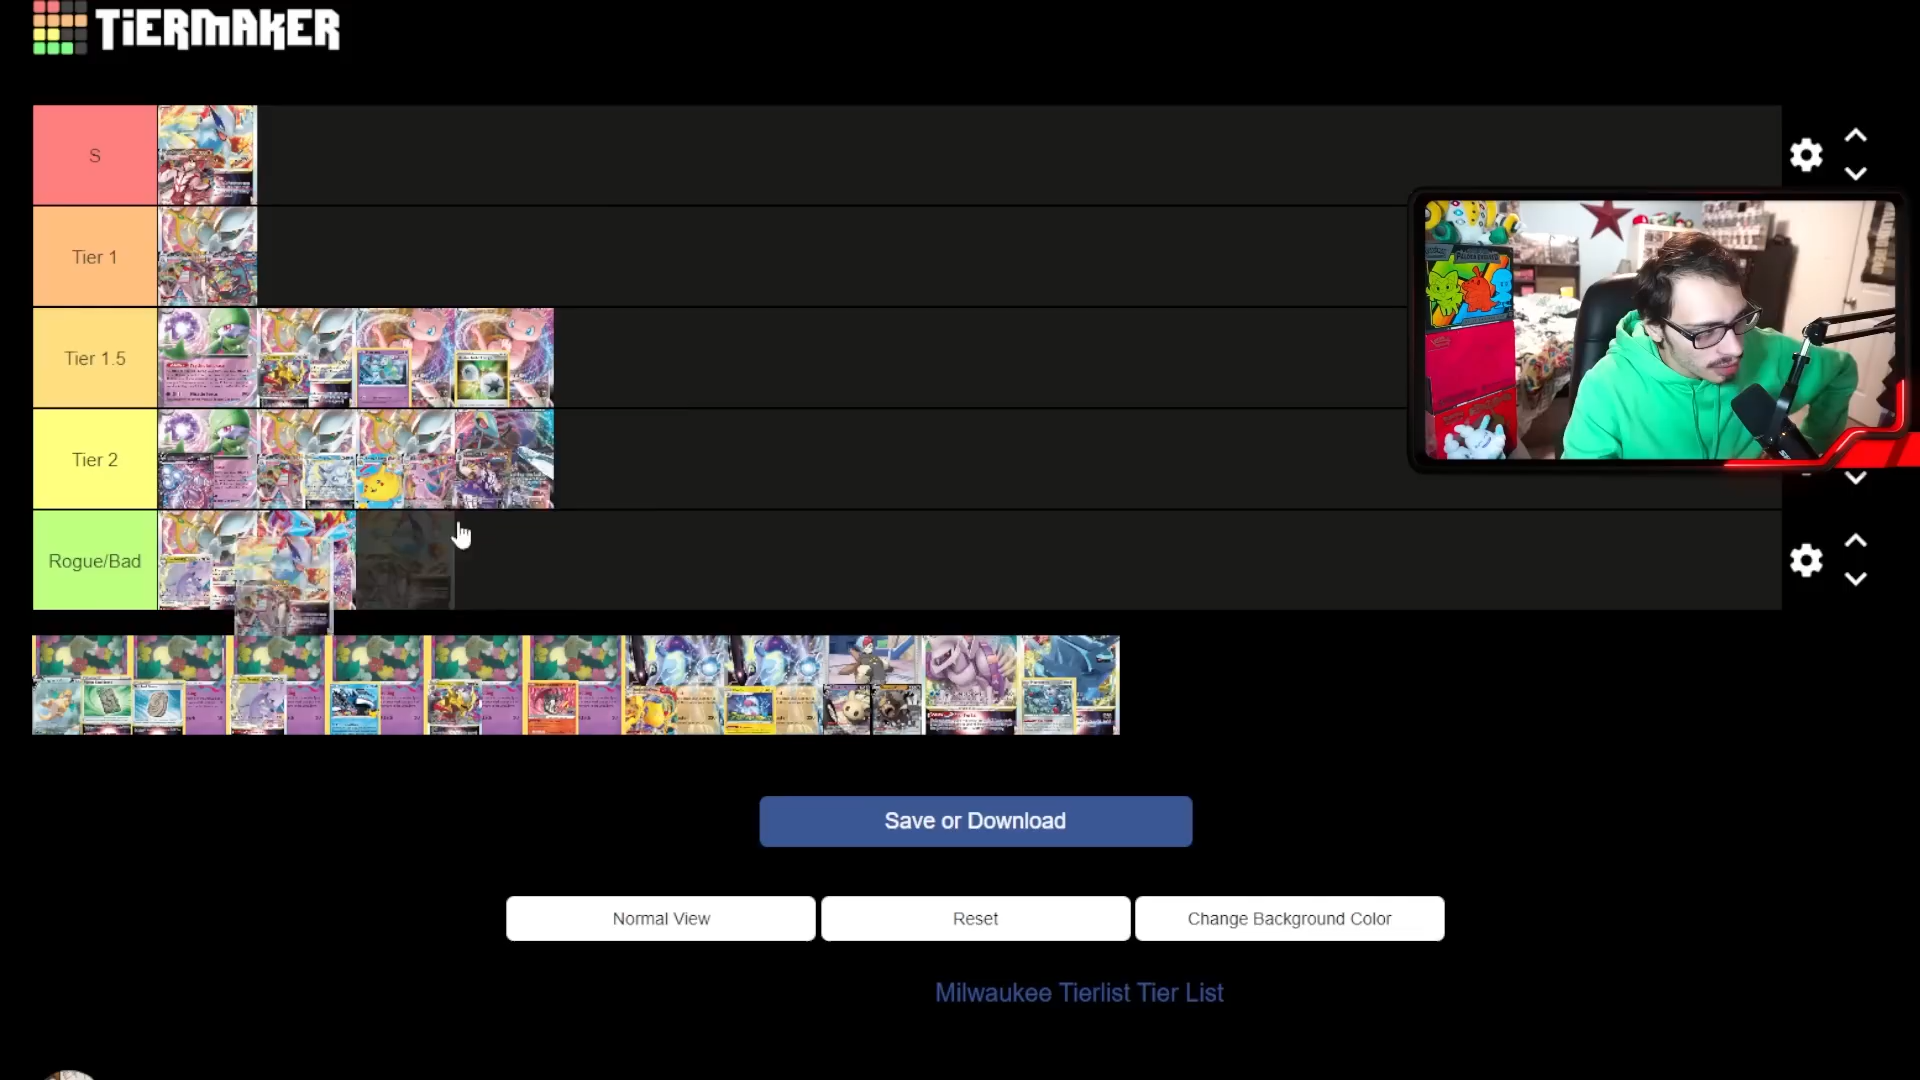 TiERMAKER
S
Tier 1
Tier 1.5
Tier 2
Rogue/Bad
Save or Download
Normal View
Reset
Change Background Color
Milwaukee Tierlist Tier List